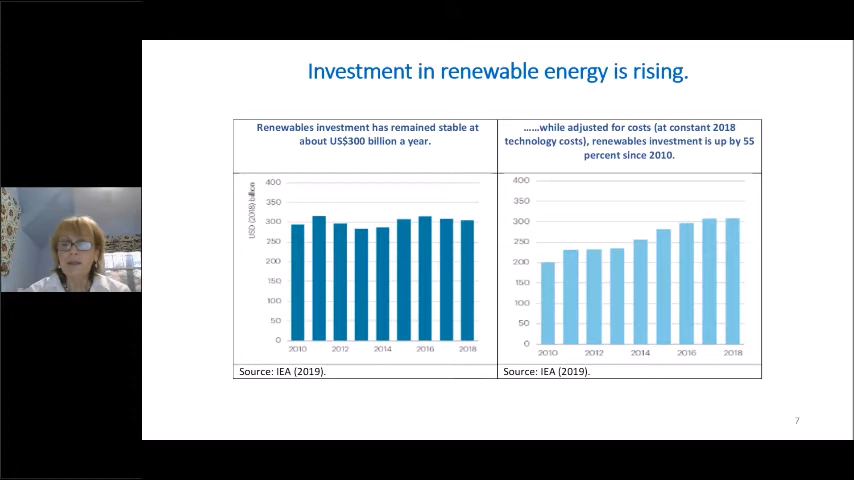 Investment in renewable energy is rising.
Renewables investment has remained stable at
about US$300 billion a year.
......while adjusted for costs (at constant 2018
technology costs), renewables investment is up by 55
percent since 2010.
USD (2018) billion
400
350
300
250
200
150
100
50
0
2010 2012 2014 2016 2018
400
350
300
250
200
150
100
50
0
2010 2012 2014 2016 2018
Source: IEA (2019).
Source: IEA (2019).
7